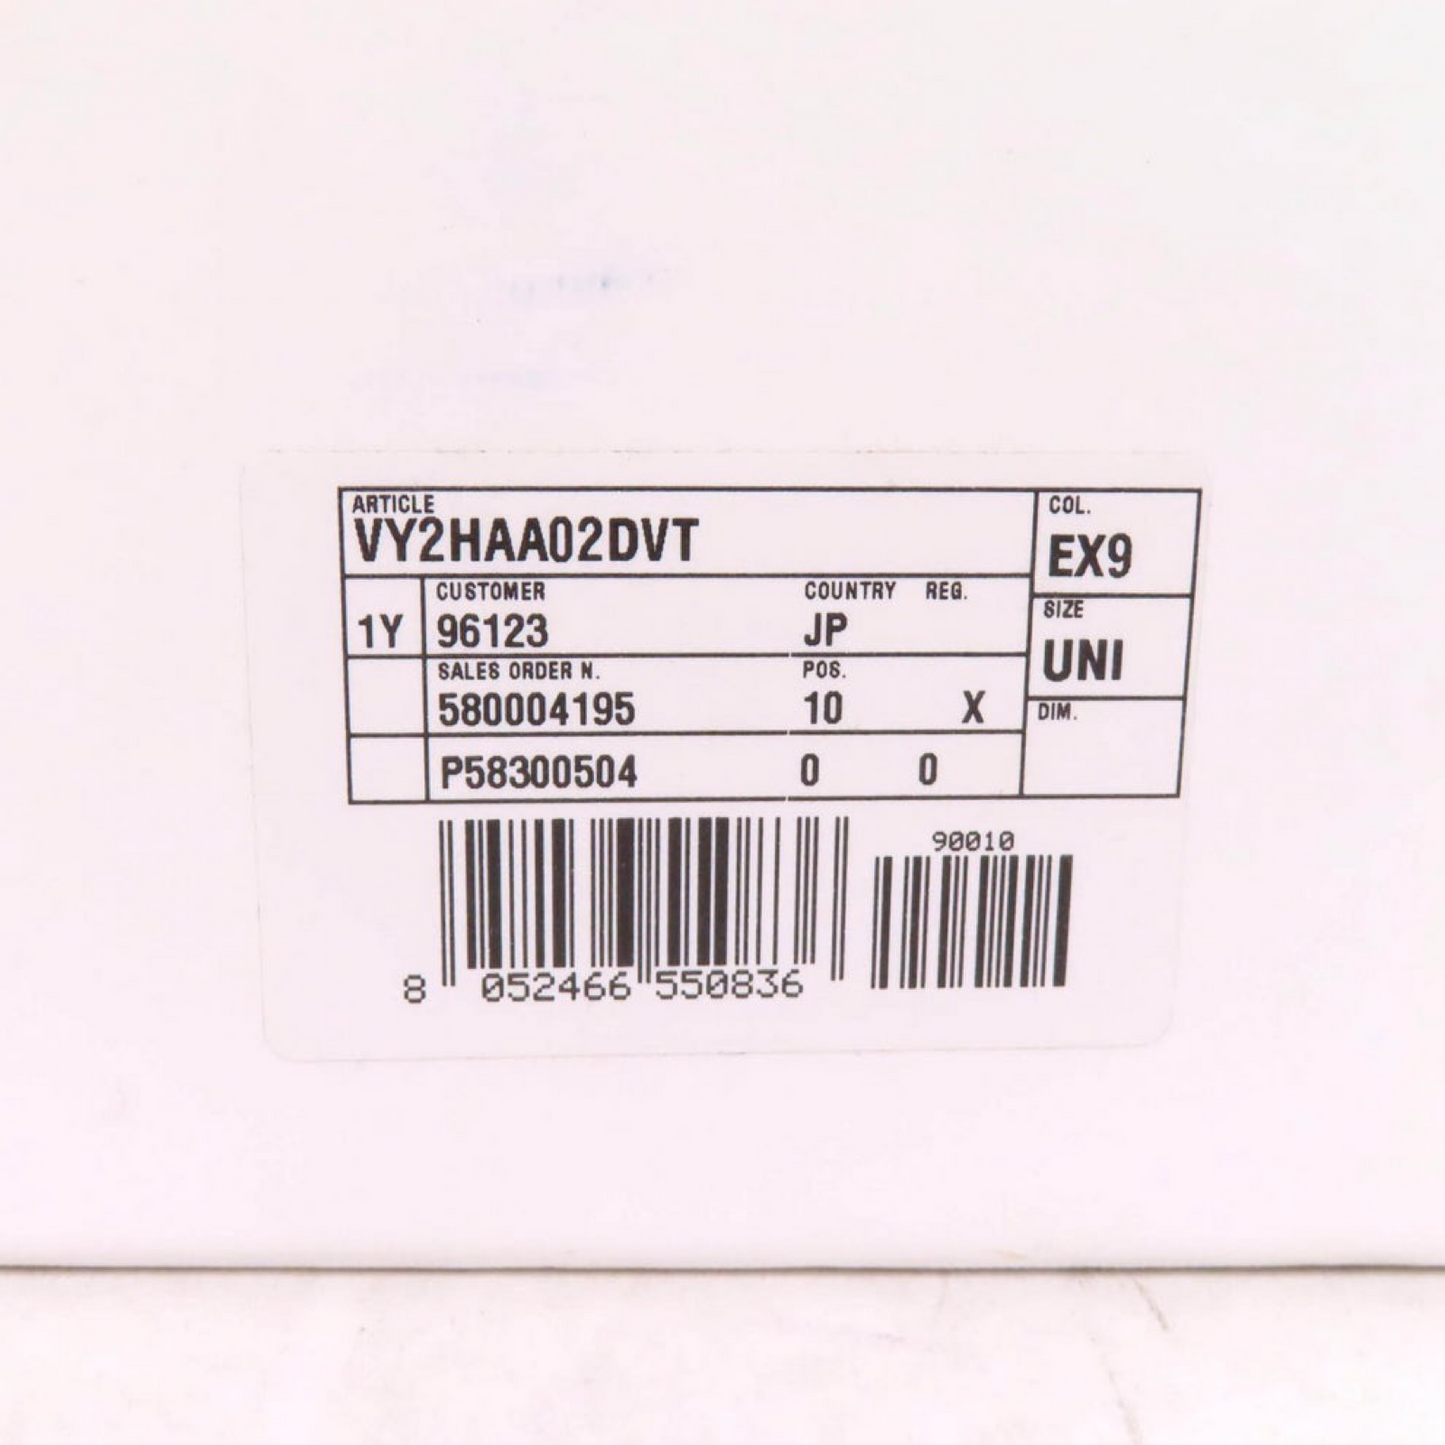 ARTICLE
VY2HAA02DVT
COL.
EX9
1Y
CUSTOMER
96123
COUNTRY REG.
JP
SIZE
UNI
SALES ORDER N.
580004195
POS.
10 X
DIM.
P58300504 0 0
90010
8 052466 550836